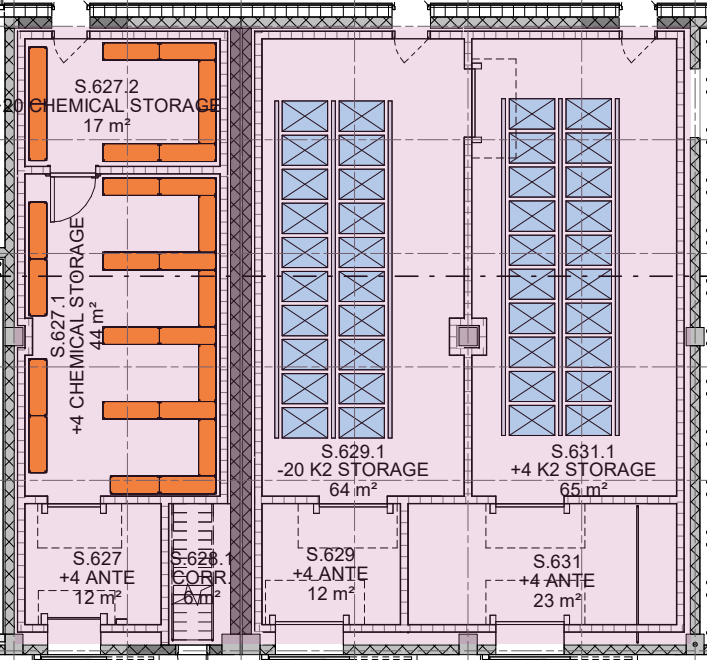 S.627.2
-20 CHEMICAL STORAGE
17 m²
S.627.1
+4 CHEMICAL STORAGE
44 m²
S.629.1
-20 K2 STORAGE
64 m²
S.631.1
+4 K2 STORAGE
65 m²
S.627
+4 ANTE
12 m²
S.628.1
CORR.
6 m²
S.629
+4 ANTE
12 m²
S.631
+4 ANTE
23 m²